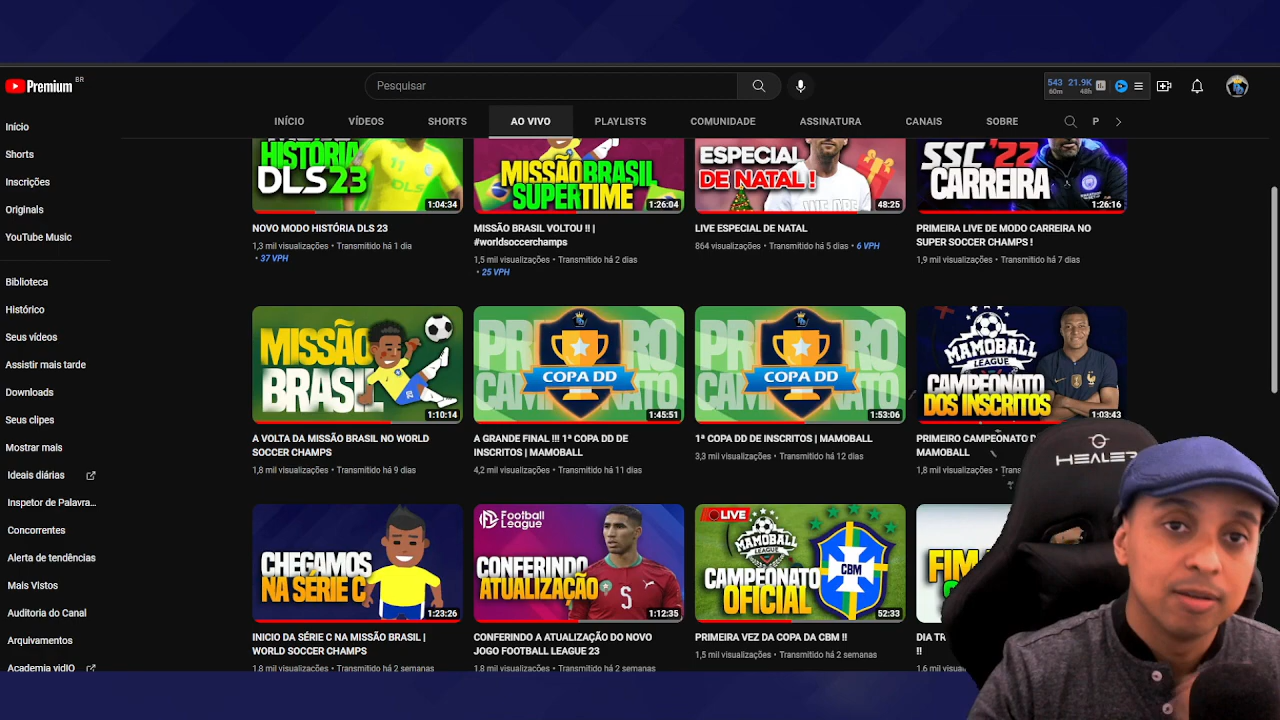 Premium BR
Pesquisar
543 21.9K
60m 48h
Início
Shorts
Inscrições
Originals
YouTube Music
Biblioteca
Histórico
Seus vídeos
Assistir mais tarde
Downloads
Seus clipes
Mostrar mais
Ideais diárias
Inspetor de Palavra...
Concorrentes
Alerta de tendências
Mais Vistos
Auditoria do Canal
Arquivamentos
Academia vidIQ
INÍCIO VÍDEOS SHORTS AO VIVO PLAYLISTS COMUNIDADE ASSINATURA CANAIS SOBRE P
HISTÓRIA
DLS23
11
DLS
1:04:34
NOVO MODO HISTÓRIA DLS 23
1,3 mil visualizações • Transmitido há 1 dia
• 37 VPH
MISSÃO BRASIL
SUPERTIME
1:26:04
MISSÃO BRASIL VOLTOU !! |
#worldsoccerchamps
1,5 mil visualizações • Transmitido há 2 dias
• 25 VPH
ESPECIAL
DE NATAL !
WE ARE
48:25
LIVE ESPECIAL DE NATAL
864 visualizações • Transmitido há 5 dias • 6 VPH
SSC '22
CARREIRA
1:26:16
PRIMEIRA LIVE DE MODO CARREIRA NO
SUPER SOCCER CHAMPS !
1,9 mil visualizações • Transmitido há 7 dias
MISSÃO
BRASIL
1:10:14
A VOLTA DA MISSÃO BRASIL NO WORLD
SOCCER CHAMPS
1,8 mil visualizações • Transmitido há 9 dias
COPA DD
1:45:51
A GRANDE FINAL !!! 1ª COPA DD DE
INSCRITOS | MAMOBALL
4,2 mil visualizações • Transmitido há 11 dias
COPA DD
1:53:06
1ª COPA DD DE INSCRITOS | MAMOBALL
3,3 mil visualizações • Transmitido há 12 dias
MAMOBALL
LEAGUE
CAMPEONATO
DOS INSCRITOS
1:03:43
PRIMEIRO CAMPEONATO D
MAMOBALL
1,8 mil visualizações • Trans
HEALER
CHEGAMOS
NA SÉRIE C
1:23:26
INICIO DA SÉRIE C NA MISSÃO BRASIL |
WORLD SOCCER CHAMPS
1,8 mil visualizações • Transmitido há 2 semanas
Football
League
CONFERINDO
ATUALIZAÇÃO
1:12:35
CONFERINDO A ATUALIZAÇÃO DO NOVO
JOGO FOOTBALL LEAGUE 23
1,8 mil visualizações • Transmitido há 2 semanas
LIVE
MAMOBALL
LEAGUE
CAMPEONATO
OFICIAL
CBM
52:33
PRIMEIRA VEZ DA COPA DA CBM !!
1,5 mil visualizações • Transmitido há 2 semanas
FIM
DIA TR
!!
1,6 mil visu